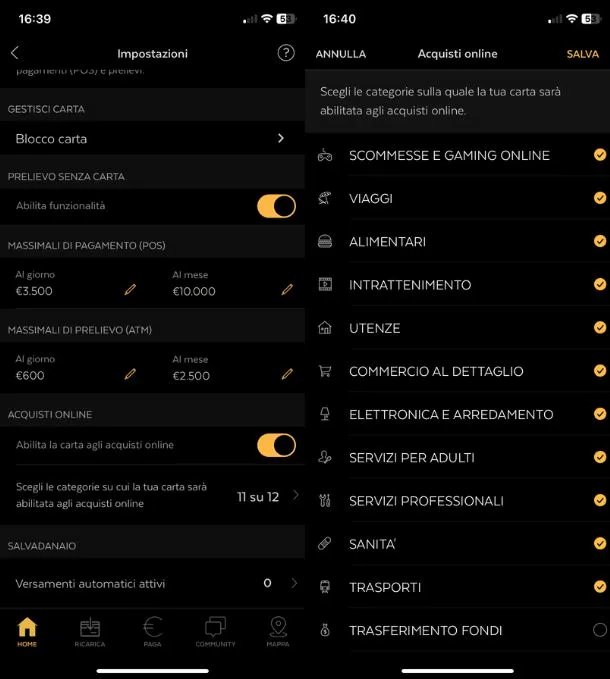 16:39
53
Impostazioni
?
pagamenti (POS) e prelievi.
GESTISCI CARTA
Blocco carta
PRELIEVO SENZA CARTA
Abilita funzionalità
MASSIMALI DI PAGAMENTO (POS)
Al giorno
Al mese
€3.500
€10.000
MASSIMALI DI PRELIEVO (ATM)
Al giorno
Al mese
€600
€2.500
ACQUISTI ONLINE
Abilita la carta agli acquisti online
Scegli le categorie su cui la tua carta sarà
abilitata agli acquisti online
11 su 12
SALVADANAIO
Versamenti automatici attivi
0
HOME
RICARICA
PAGA
COMMUNITY
MAPPA
16:40
53
ANNULLA
Acquisti online
SALVA
Scegli le categorie sulla quale la tua carta sarà
abilitata agli acquisti online.
SCOMMESSE E GAMING ONLINE
VIAGGI
ALIMENTARI
INTRATTENIMENTO
UTENZE
COMMERCIO AL DETTAGLIO
ELETTRONICA E ARREDAMENTO
SERVIZI PER ADULTI
SERVIZI PROFESSIONALI
SANITA'
TRASPORTI
TRASFERIMENTO FONDI